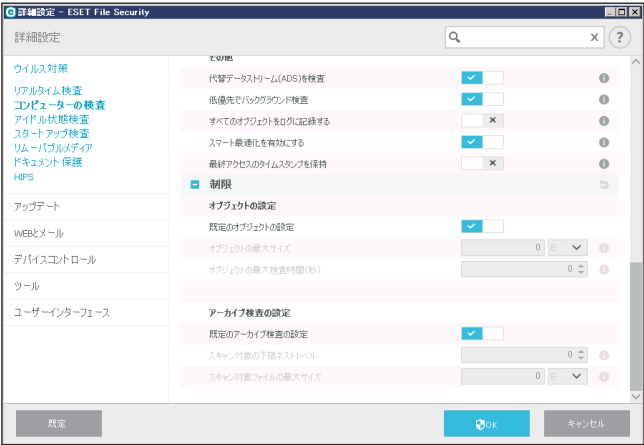 詳細設定 - ESET File Security
詳細設定
?
ウイルス対策
リアルタイム検査
コンピューターの検査
アイドル状態検査
スタートアップ検査
リムーバブルメディア
ドキュメント保護
HIPS
アップデート
WEBとメール
デバイスコントロール
ツール
ユーザーインターフェース
その他
代替データストリーム(ADS)を検査
低優先でバックグラウンド検査
すべてのオブジェクトをログに記録する
スマート最適化を有効にする
最終アクセスのタイムスタンプを保持
制限
オブジェクトの設定
既定のオブジェクトの設定
オブジェクトの最大サイズ 0 B
オブジェクトの最大検査時間(秒) 0
アーカイブ検査の設定
既定のアーカイブ検査の設定
スキャン対象の下限ネストレベル 0
スキャン対象ファイルの最大サイズ 0 B
既定
OK
キャンセル